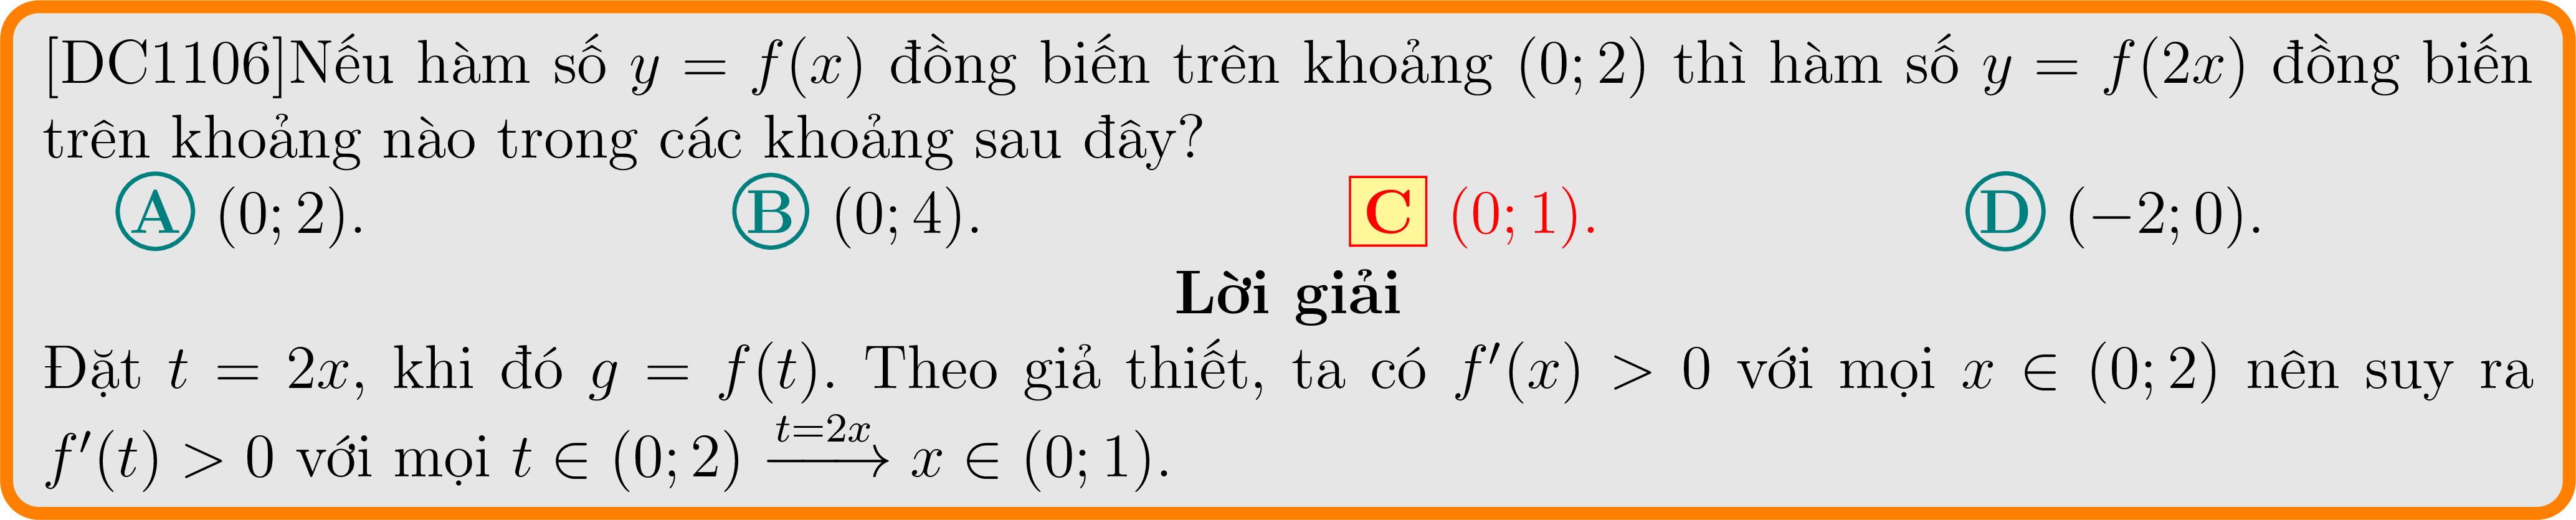 [DC1106]Nếu hàm số y = f(x) đồng biến trên khoảng (0; 2) thì hàm số y = f(2x) đồng biến
trên khoảng nào trong các khoảng sau đây?
A (0; 2). B (0; 4). C (0; 1). D (−2; 0).
Lời giải
Đặt t = 2x, khi đó g = f(t). Theo giả thiết, ta có f′(x) > 0 với mọi x ∈ (0; 2) nên suy ra
f′(t) > 0 với mọi t ∈ (0; 2) \xrightarrow{t=2x} x ∈ (0; 1).